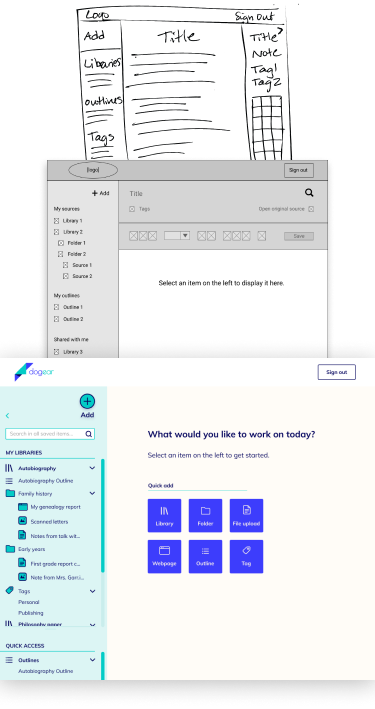 Logo
Sign Out
Add
Title
Title?
Note
Libraries
Tag1
Tag2
outlines
Tags
[logo]
Sign out
+ Add
Title
My sources
Tags
Open original source
Library 1
Library 2
Folder 1
Save
Folder 2
Source 1
Source 2
Select an item on the left to display it here.
My outlines
Outline 1
Outline 2
Shared with me
Library 3
dogear
Sign out
Add
Search in all saved items...
MY LIBRARIES
Autobiography
Autobiography Outline
Family history
My genealogy report
Scanned letters
Notes from talk wit...
Early years
First grade report c...
Note from Mrs. Garri...
Tags
Personal
Publishing
Philosophy paper
QUICK ACCESS
Outlines
Autobiography Outline
What would you like to work on today?
Select an item on the left to get started.
Quick add
Library
Folder
File upload
Webpage
Outline
Tag